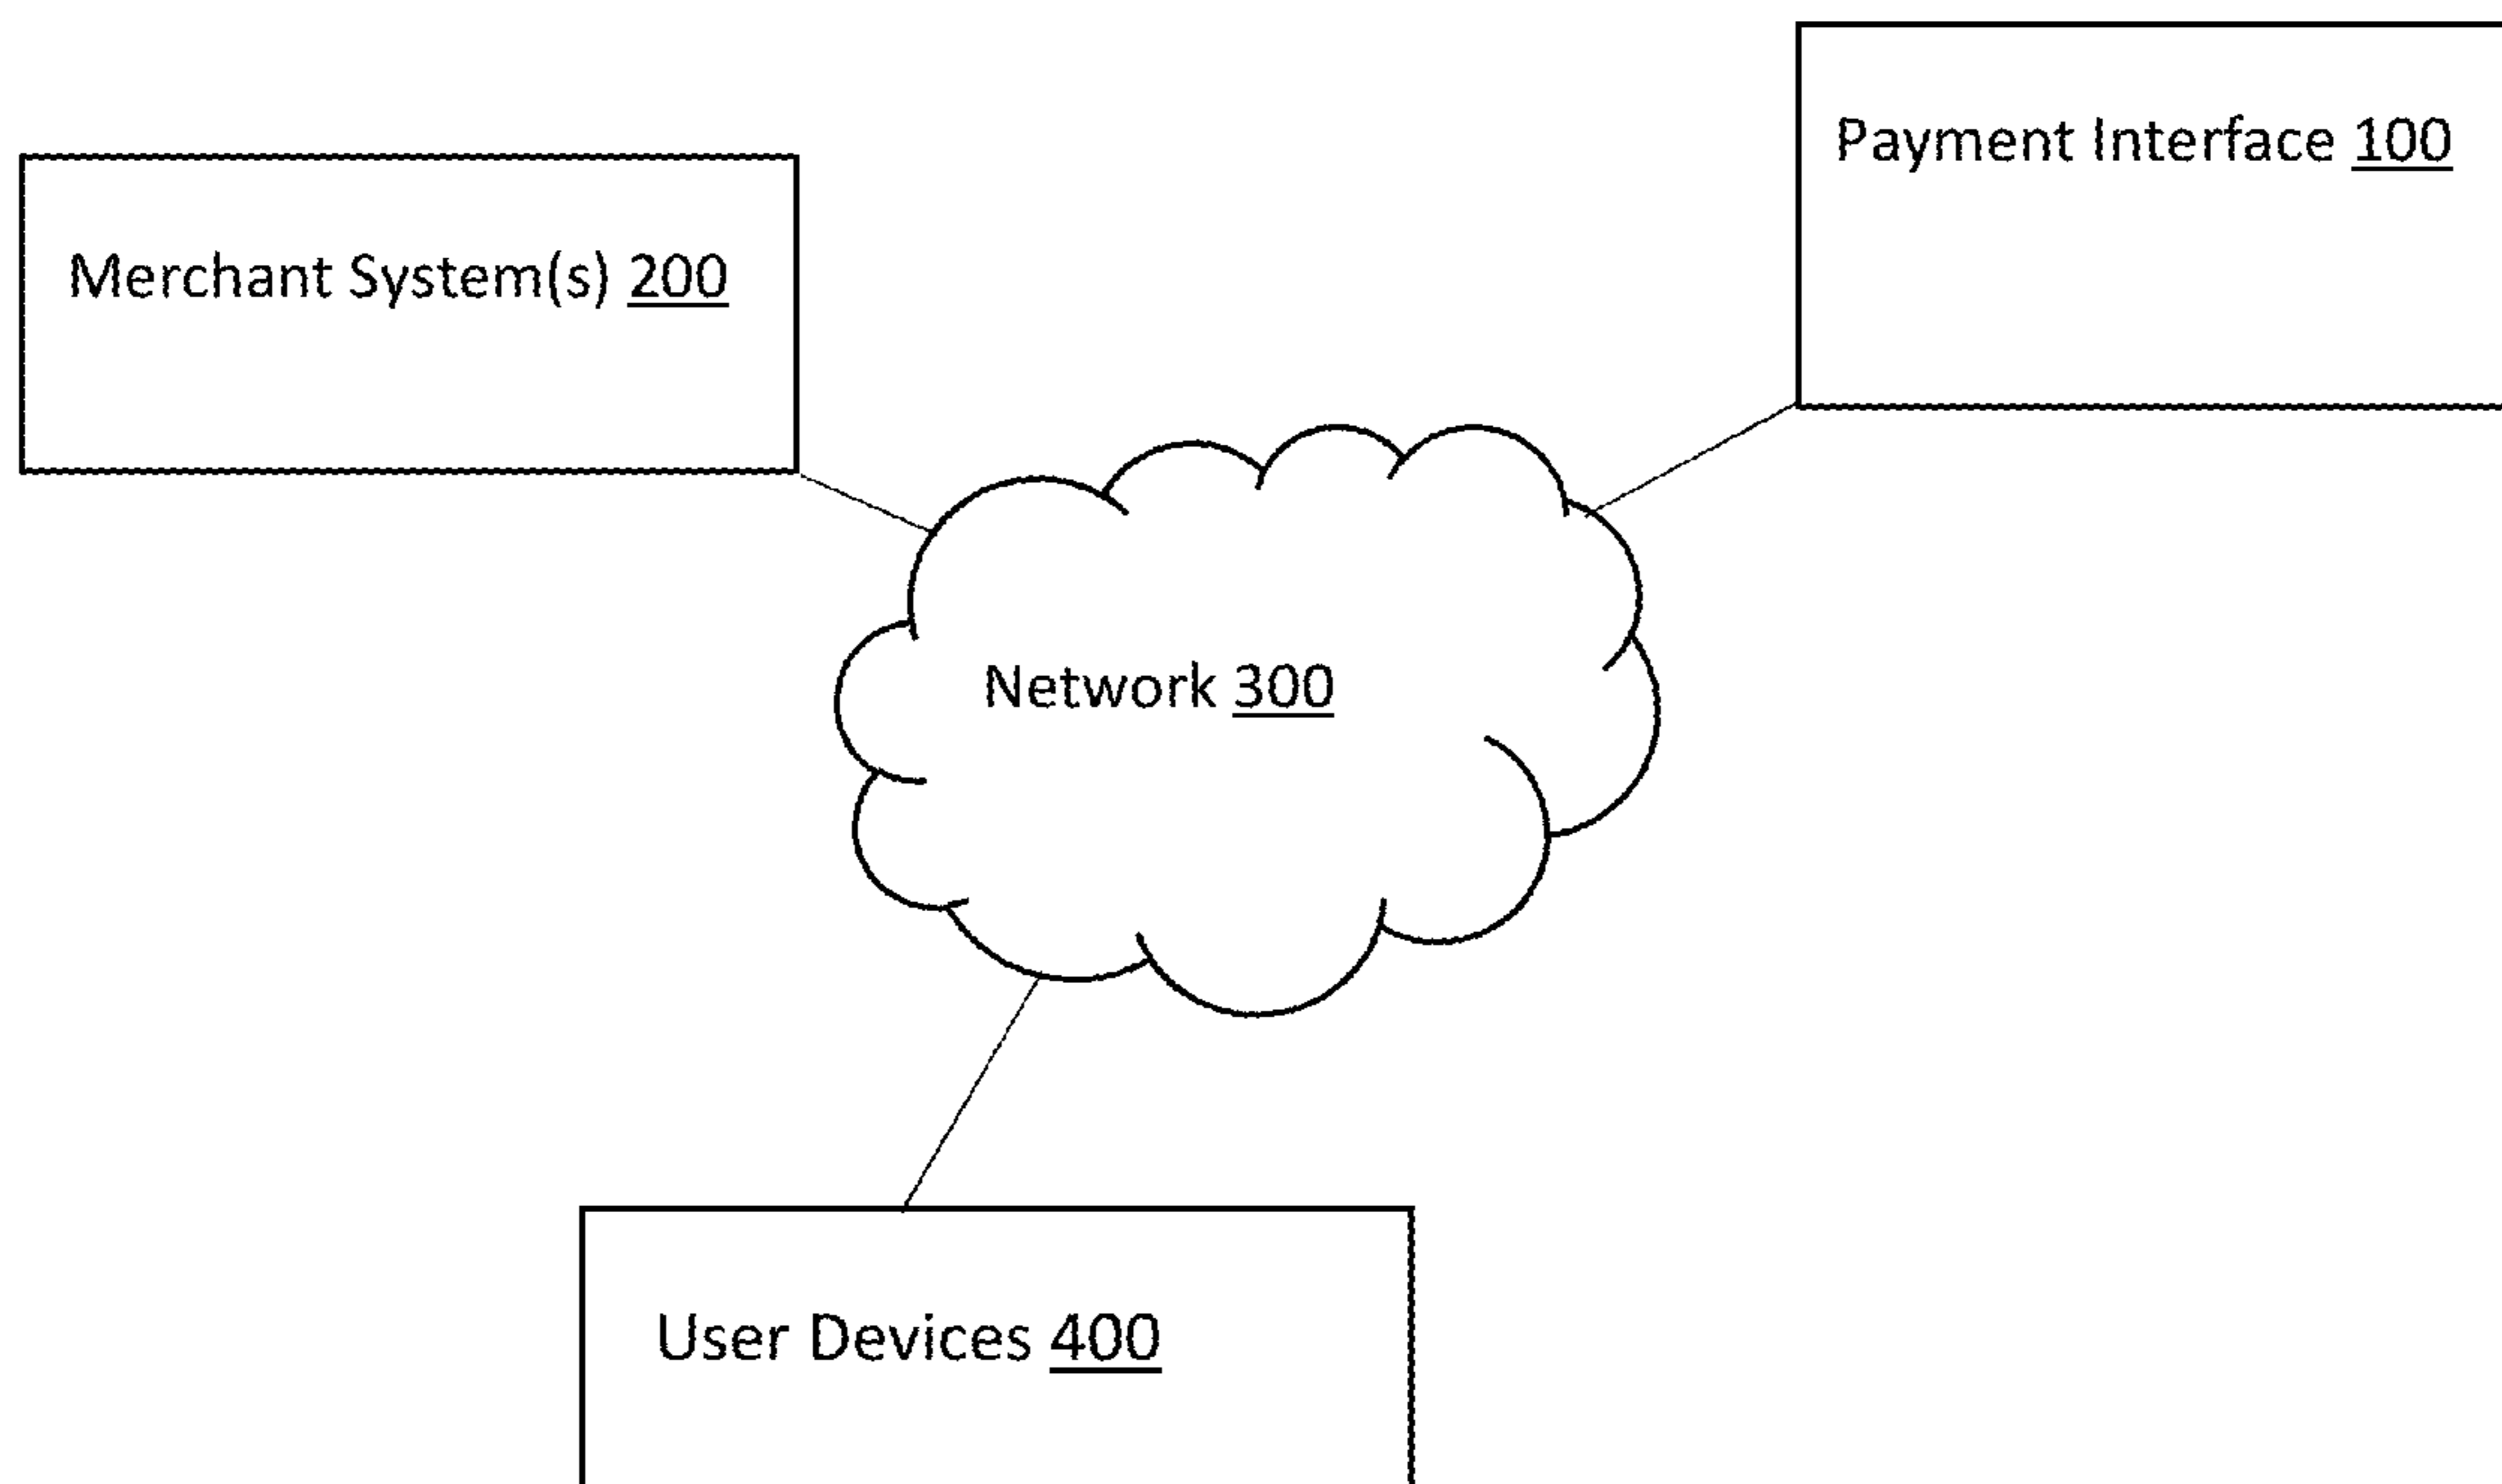 Payment Interface 100
Merchant System(s) 200
Network 300
User Devices 400